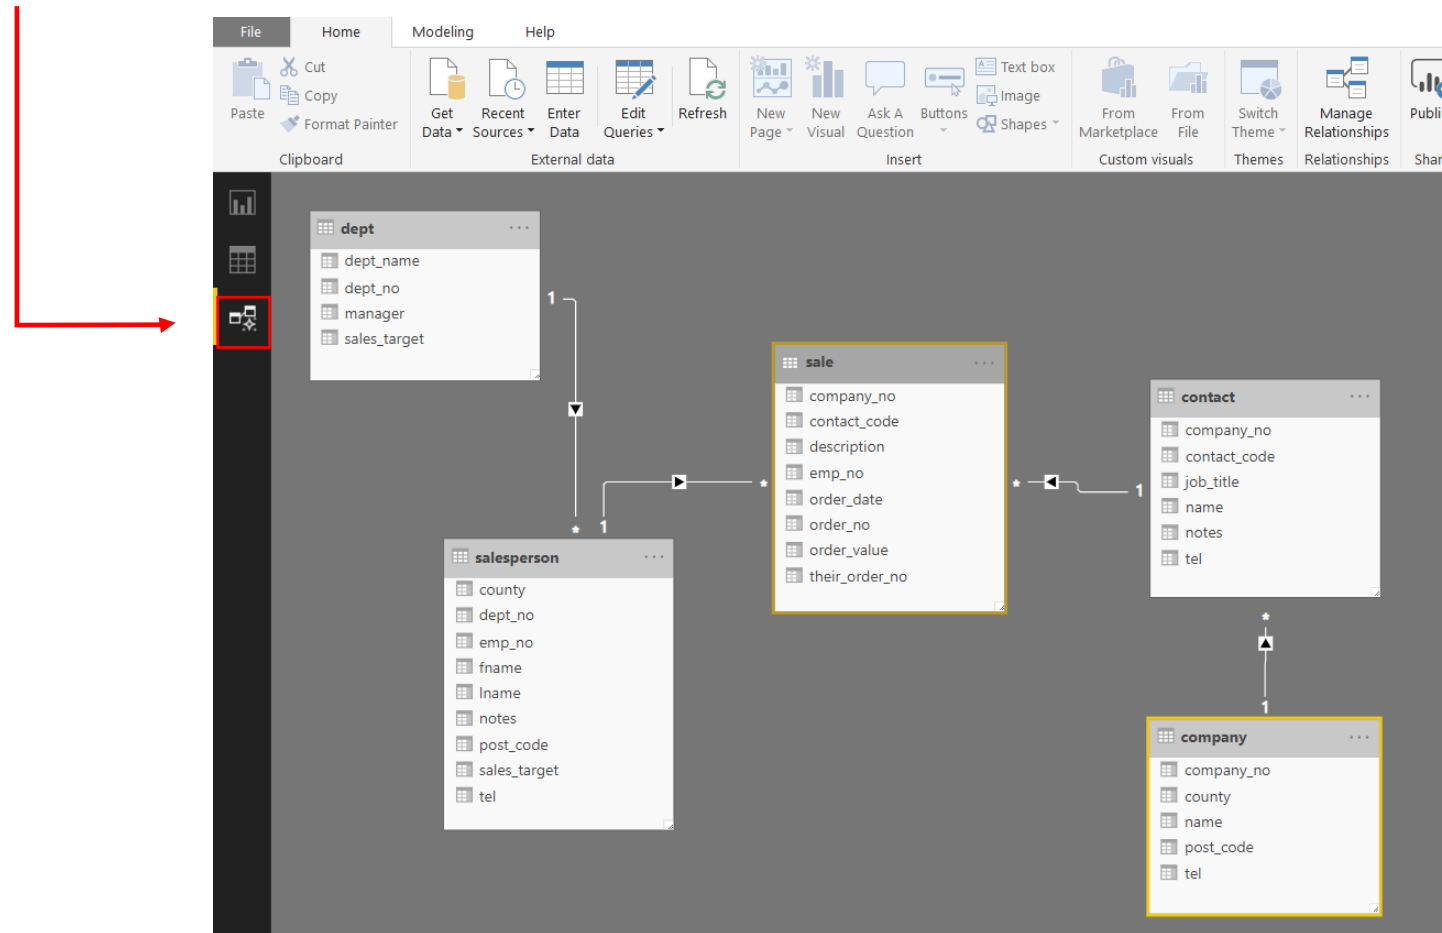 File Home Modeling Help
Paste
Cut
Copy
Format Painter
Clipboard
Get Data
Recent Sources
Enter Data
Edit Queries
Refresh
External data
New Page
New Visual
Ask A Question
Buttons
Text box
Image
Shapes
Insert
From Marketplace
From File
Custom visuals
Switch Theme
Themes
Manage Relationships
Relationships
Publi
Shar
dept ...
dept_name
dept_no
manager
sales_target
1
*
1
salesperson ...
county
dept_no
emp_no
fname
lname
notes
post_code
sales_target
tel
*
sale ...
company_no
contact_code
description
emp_no
order_date
order_no
order_value
their_order_no
*
1
contact ...
company_no
contact_code
job_title
name
notes
tel
*
1
company ...
company_no
county
name
post_code
tel